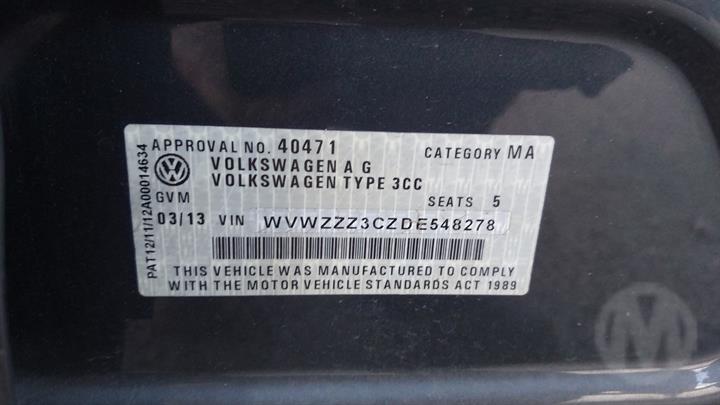 APPROVAL NO. 40471 CATEGORY MA
VOLKSWAGEN A G
VOLKSWAGEN TYPE 3CC
GVM SEATS 5
03/13 VIN WVWZZZ3CZDE548278
THIS VEHICLE WAS MANUFACTURED TO COMPLY
WITH THE MOTOR VEHICLE STANDARDS ACT 1989
PAT12/11/12A00014634
M